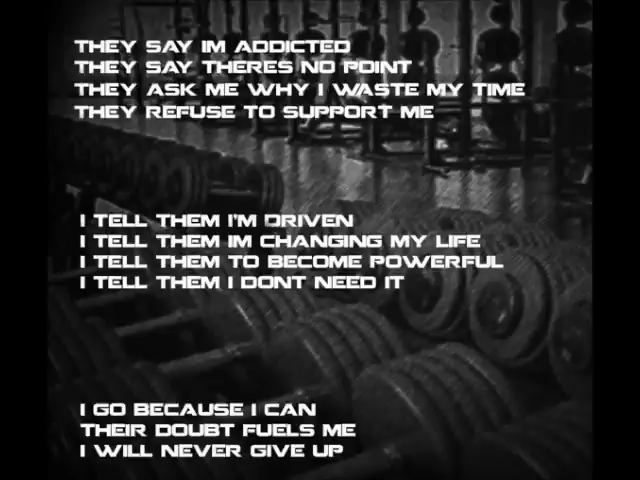 THEY SAY IM ADDICTED
THEY SAY THERES NO POINT
THEY ASK ME WHY I WASTE MY TIME
THEY REFUSE TO SUPPORT ME
I TELL THEM I'M DRIVEN
I TELL THEM IM CHANGING MY LIFE
I TELL THEM TO BECOME POWERFUL
I TELL THEM I DONT NEED IT
I GO BECAUSE I CAN
THEIR DOUBT FUELS ME
I WILL NEVER GIVE UP